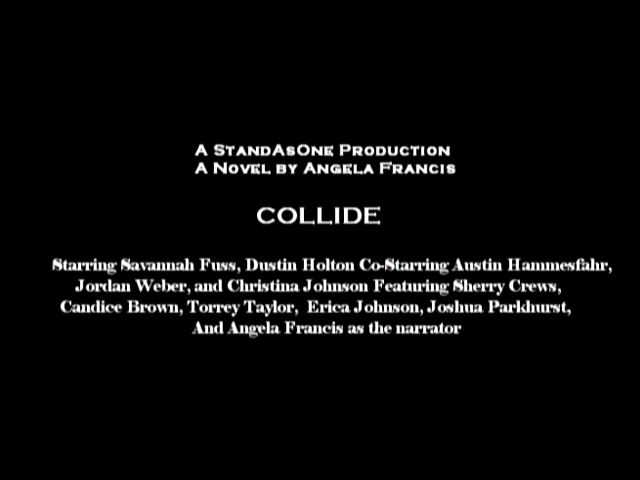 A StandAsOne Production
A Novel by Angela Francis
COLLIDE
Starring Savannah Fuss, Dustin Holton Co-Starring Austin Hammesfahr,
Jordan Weber, and Christina Johnson Featuring Sherry Crews,
Candice Brown, Torrey Taylor, Erica Johnson, Joshua Parkhurst,
And Angela Francis as the narrator